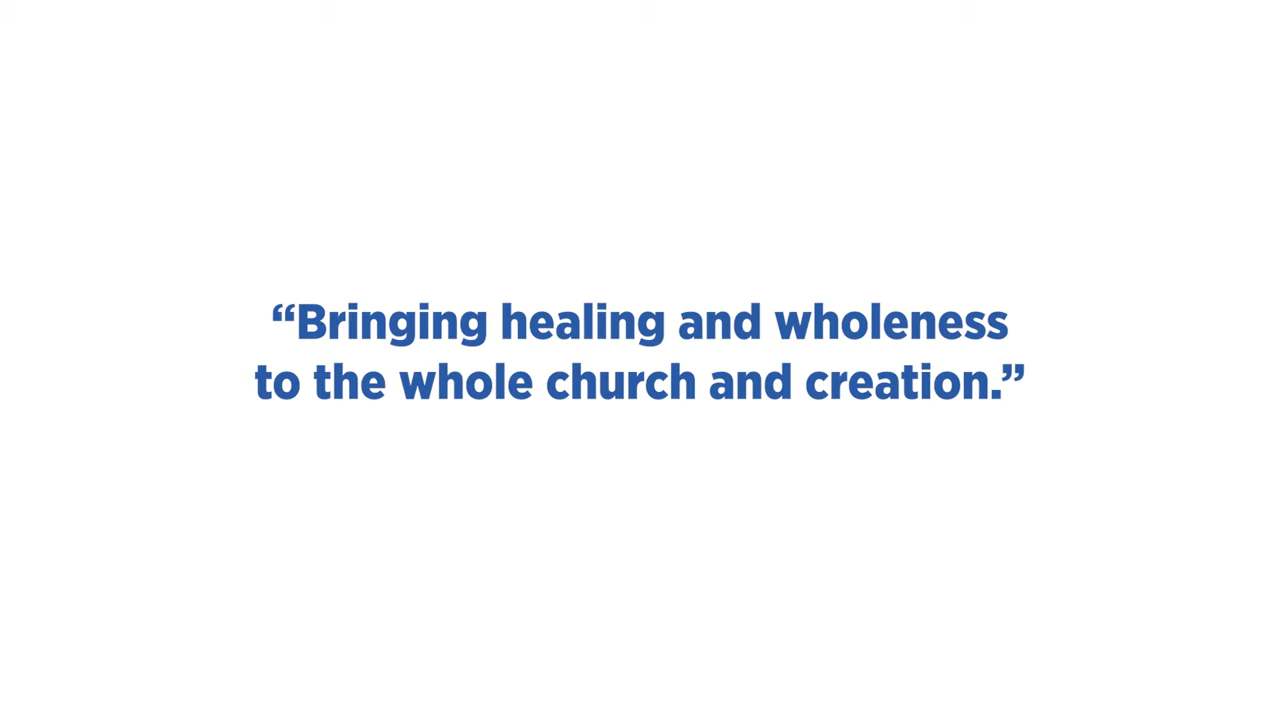 “Bringing healing and wholeness
to the whole church and creation.”